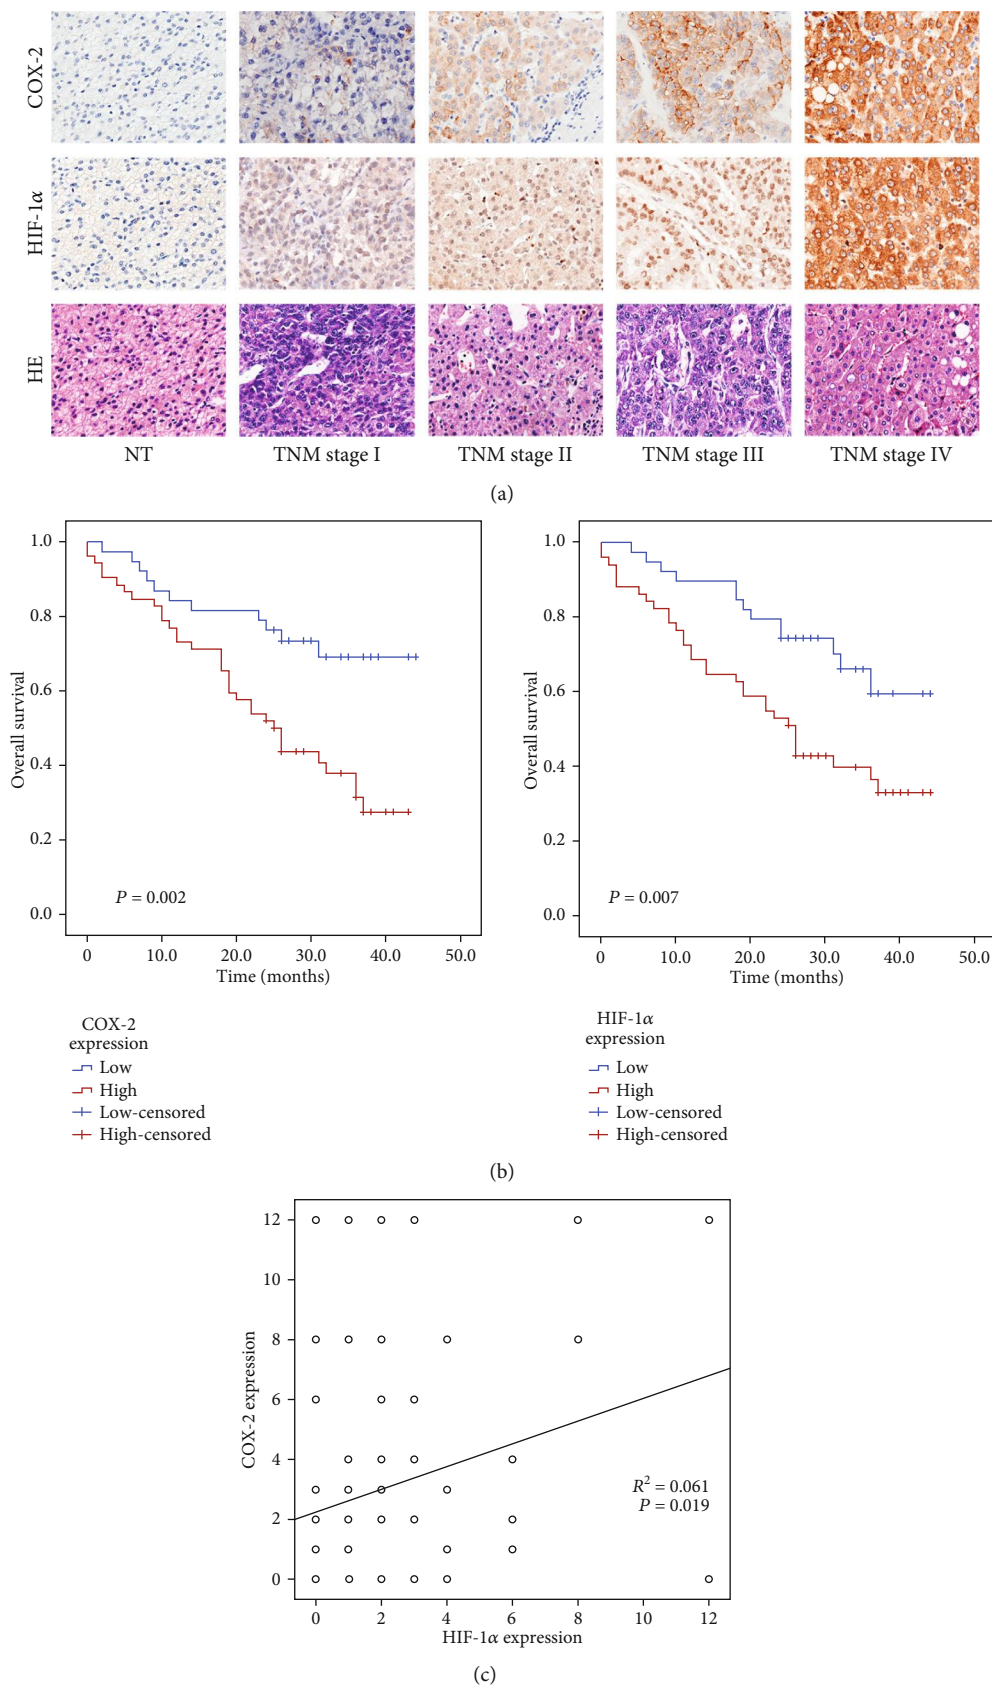 COX-2
HIF-1α
HE
NT
TNM stage I
TNM stage II
TNM stage III
TNM stage IV
(a)
1.0
0.8
0.6
0.4
0.2
0.0
Overall survival
P = 0.002
0
10.0
20.0
30.0
40.0
50.0
Time (months)
COX-2
expression
Low
High
Low-censored
High-censored
1.0
0.8
0.6
0.4
0.2
0.0
Overall survival
P = 0.007
0
10.0
20.0
30.0
40.0
50.0
Time (months)
HIF-1α
expression
Low
High
Low-censored
High-censored
(b)
12
10
8
6
4
2
0
COX-2 expression
R² = 0.061
P = 0.019
0
2
4
6
8
10
12
HIF-1α expression
(c)